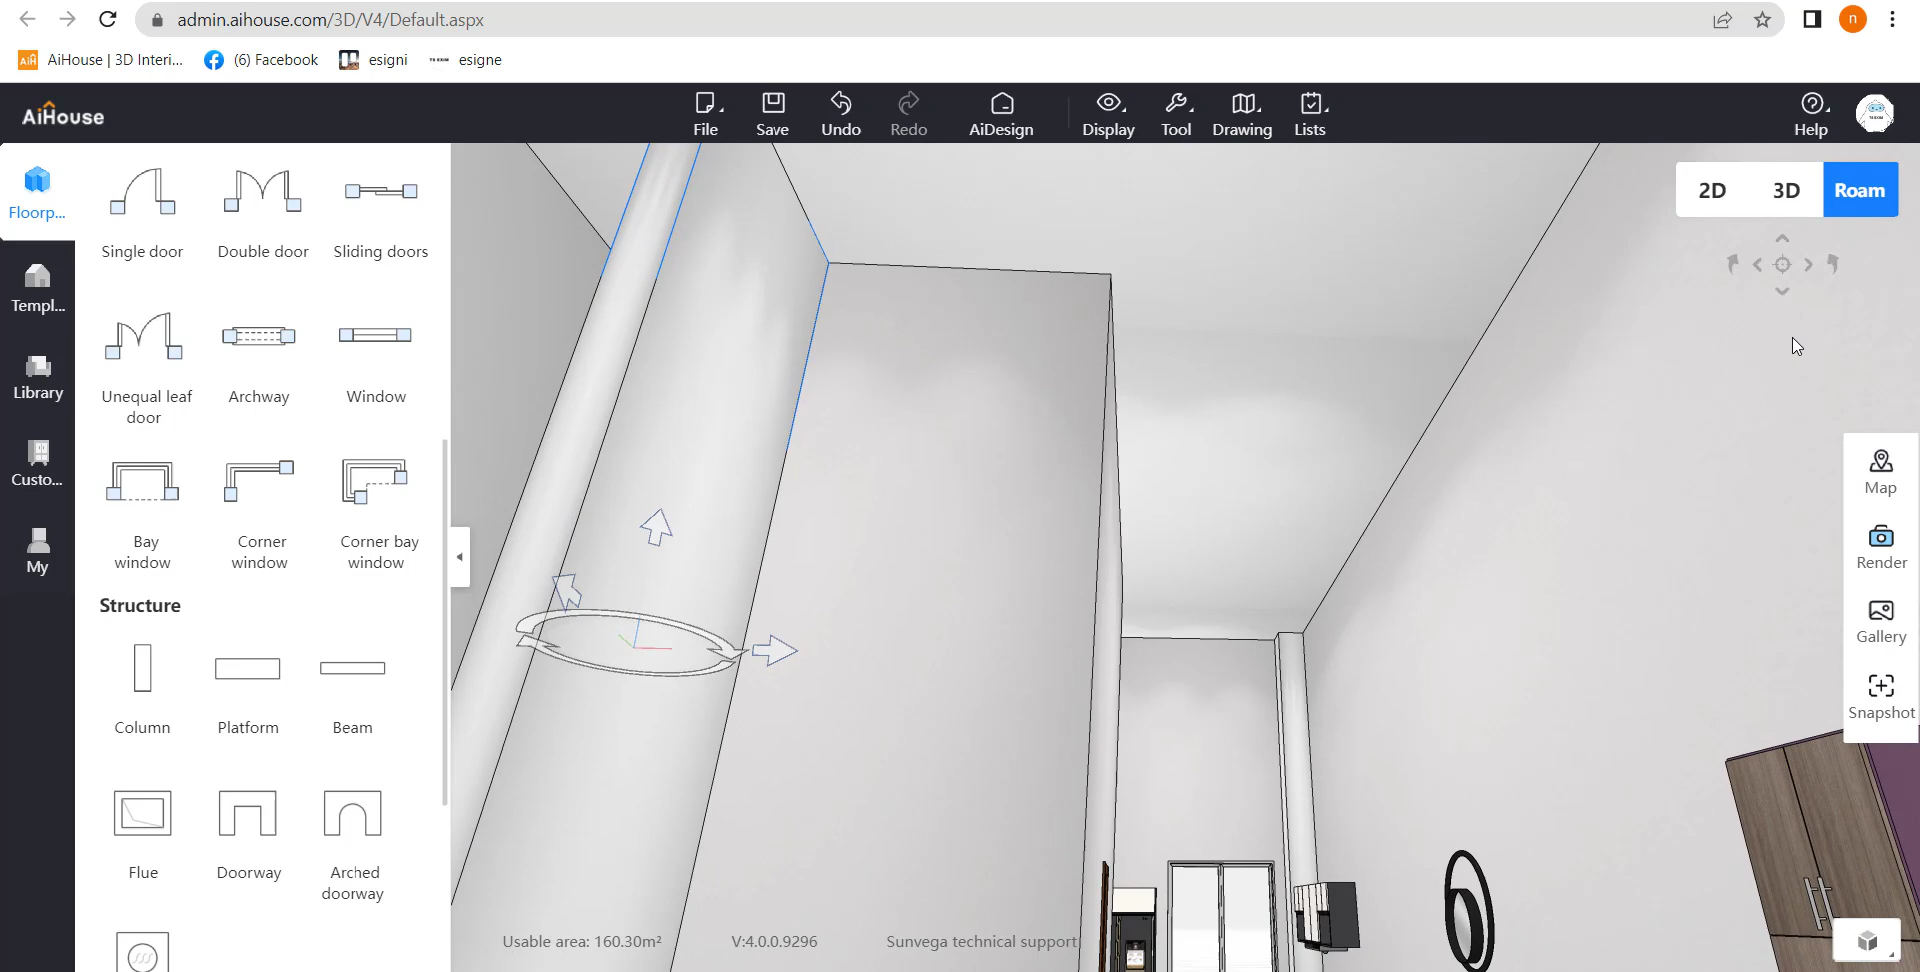 admin.aihouse.com/3D/V4/Default.aspx
n
AiHouse | 3D Interi...
(6) Facebook
esigni
esigne
AiHouse
File
Save
Undo
Redo
AiDesign
Display
Tool
Drawing
Lists
Help
Floorp...
Templ...
Library
Custo...
My
Single door
Double door
Sliding doors
Unequal leaf
door
Archway
Window
Bay
window
Corner
window
Corner bay
window
Structure
Column
Platform
Beam
Flue
Doorway
Arched
doorway
2D
3D
Roam
Map
Render
Gallery
Snapshot
Usable area: 160.30m²
V:4.0.0.9296
Sunvega technical support